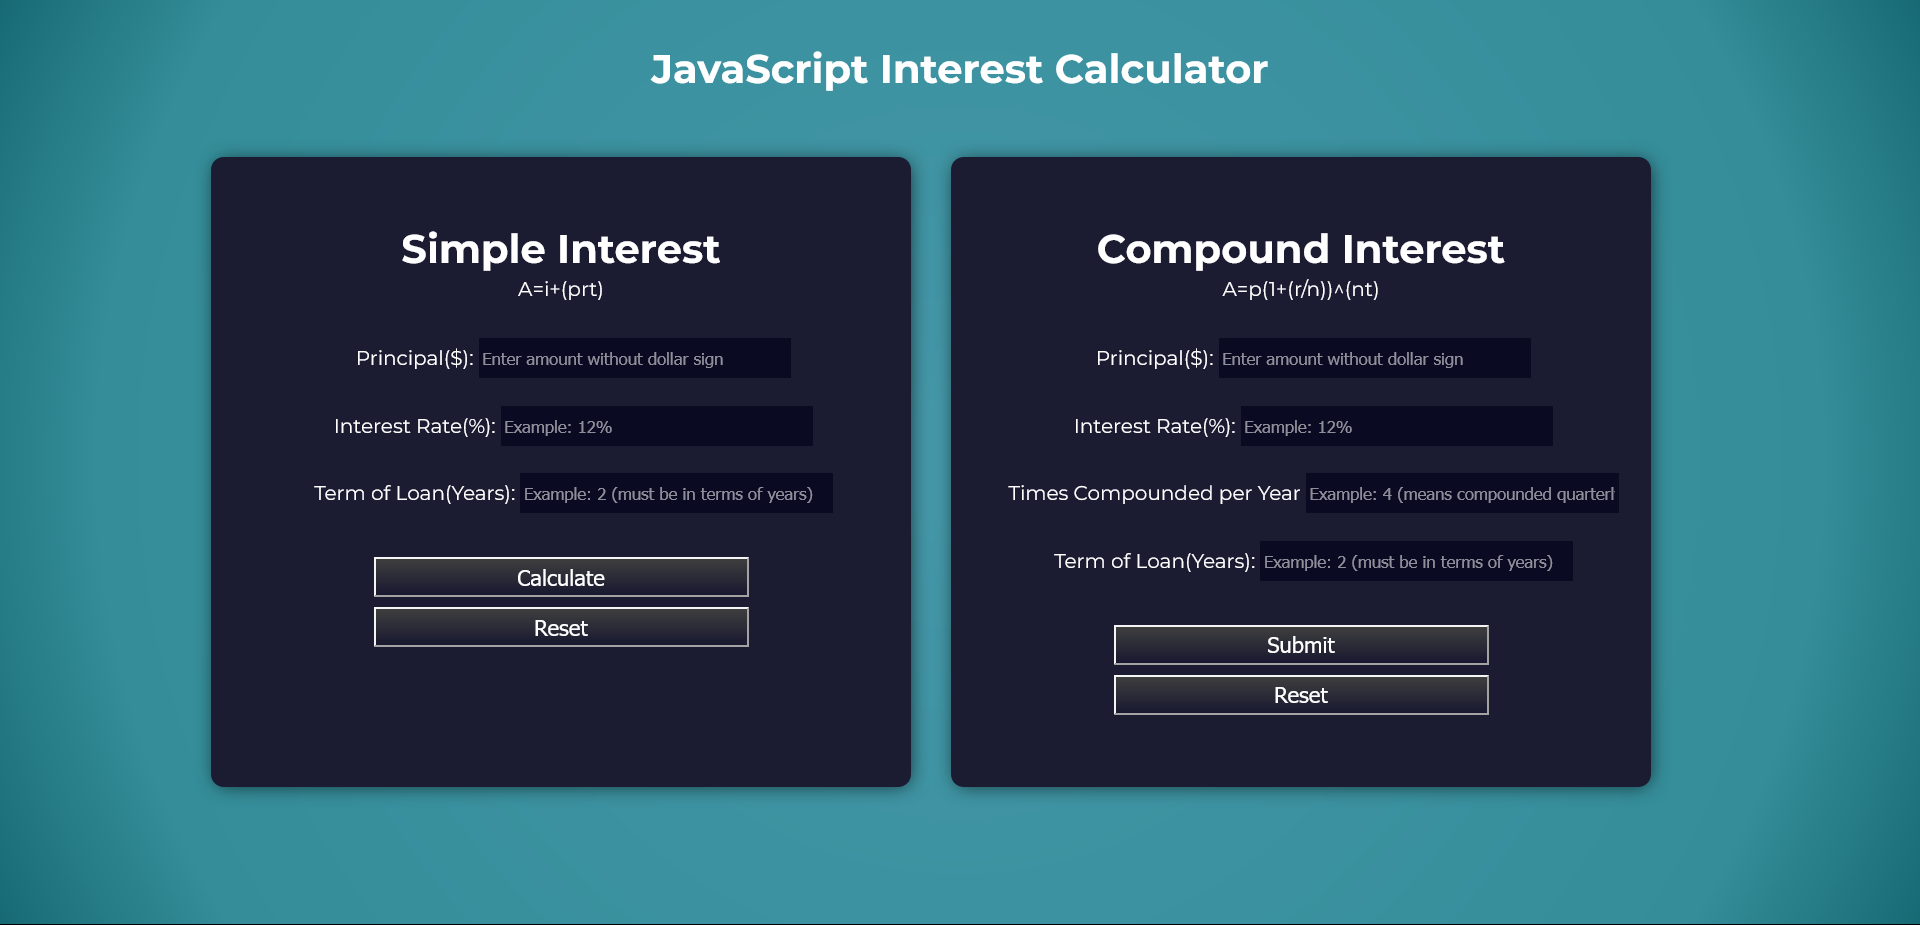 JavaScript Interest Calculator
Simple Interest
A=i+(prt)
Principal($): Enter amount without dollar sign
Interest Rate(%): Example: 12%
Term of Loan(Years): Example: 2 (must be in terms of years)
Calculate
Reset
Compound Interest
A=p(1+(r/n))^(nt)
Principal($): Enter amount without dollar sign
Interest Rate(%): Example: 12%
Times Compounded per Year Example: 4 (means compounded quarterl
Term of Loan(Years): Example: 2 (must be in terms of years)
Submit
Reset